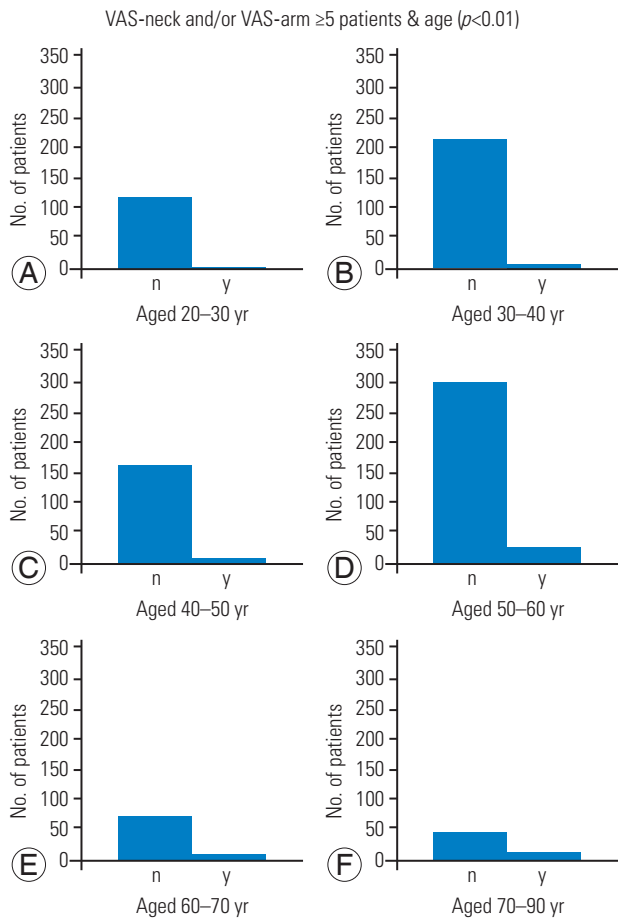 VAS-neck and/or VAS-arm ≥5 patients & age (p<0.01)
350
300
250
200
150
100
50
0
No. of patients
n y
A
Aged 20–30 yr
350
300
250
200
150
100
50
0
No. of patients
n y
B
Aged 30–40 yr
350
300
250
200
150
100
50
0
No. of patients
n y
C
Aged 40–50 yr
350
300
250
200
150
100
50
0
No. of patients
n y
D
Aged 50–60 yr
350
300
250
200
150
100
50
0
No. of patients
n y
E
Aged 60–70 yr
350
300
250
200
150
100
50
0
No. of patients
n y
F
Aged 70–90 yr